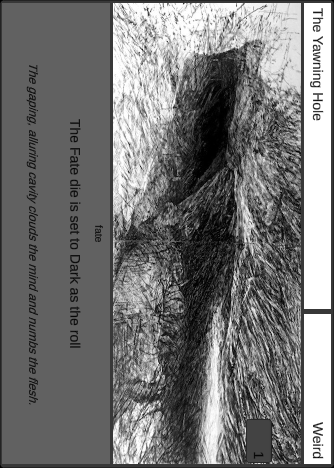 The Yawning Hole
Weird
1
fate
The Fate die is set to Dark as the roll
The gaping, alluring cavity clouds the mind and numbs the flesh.